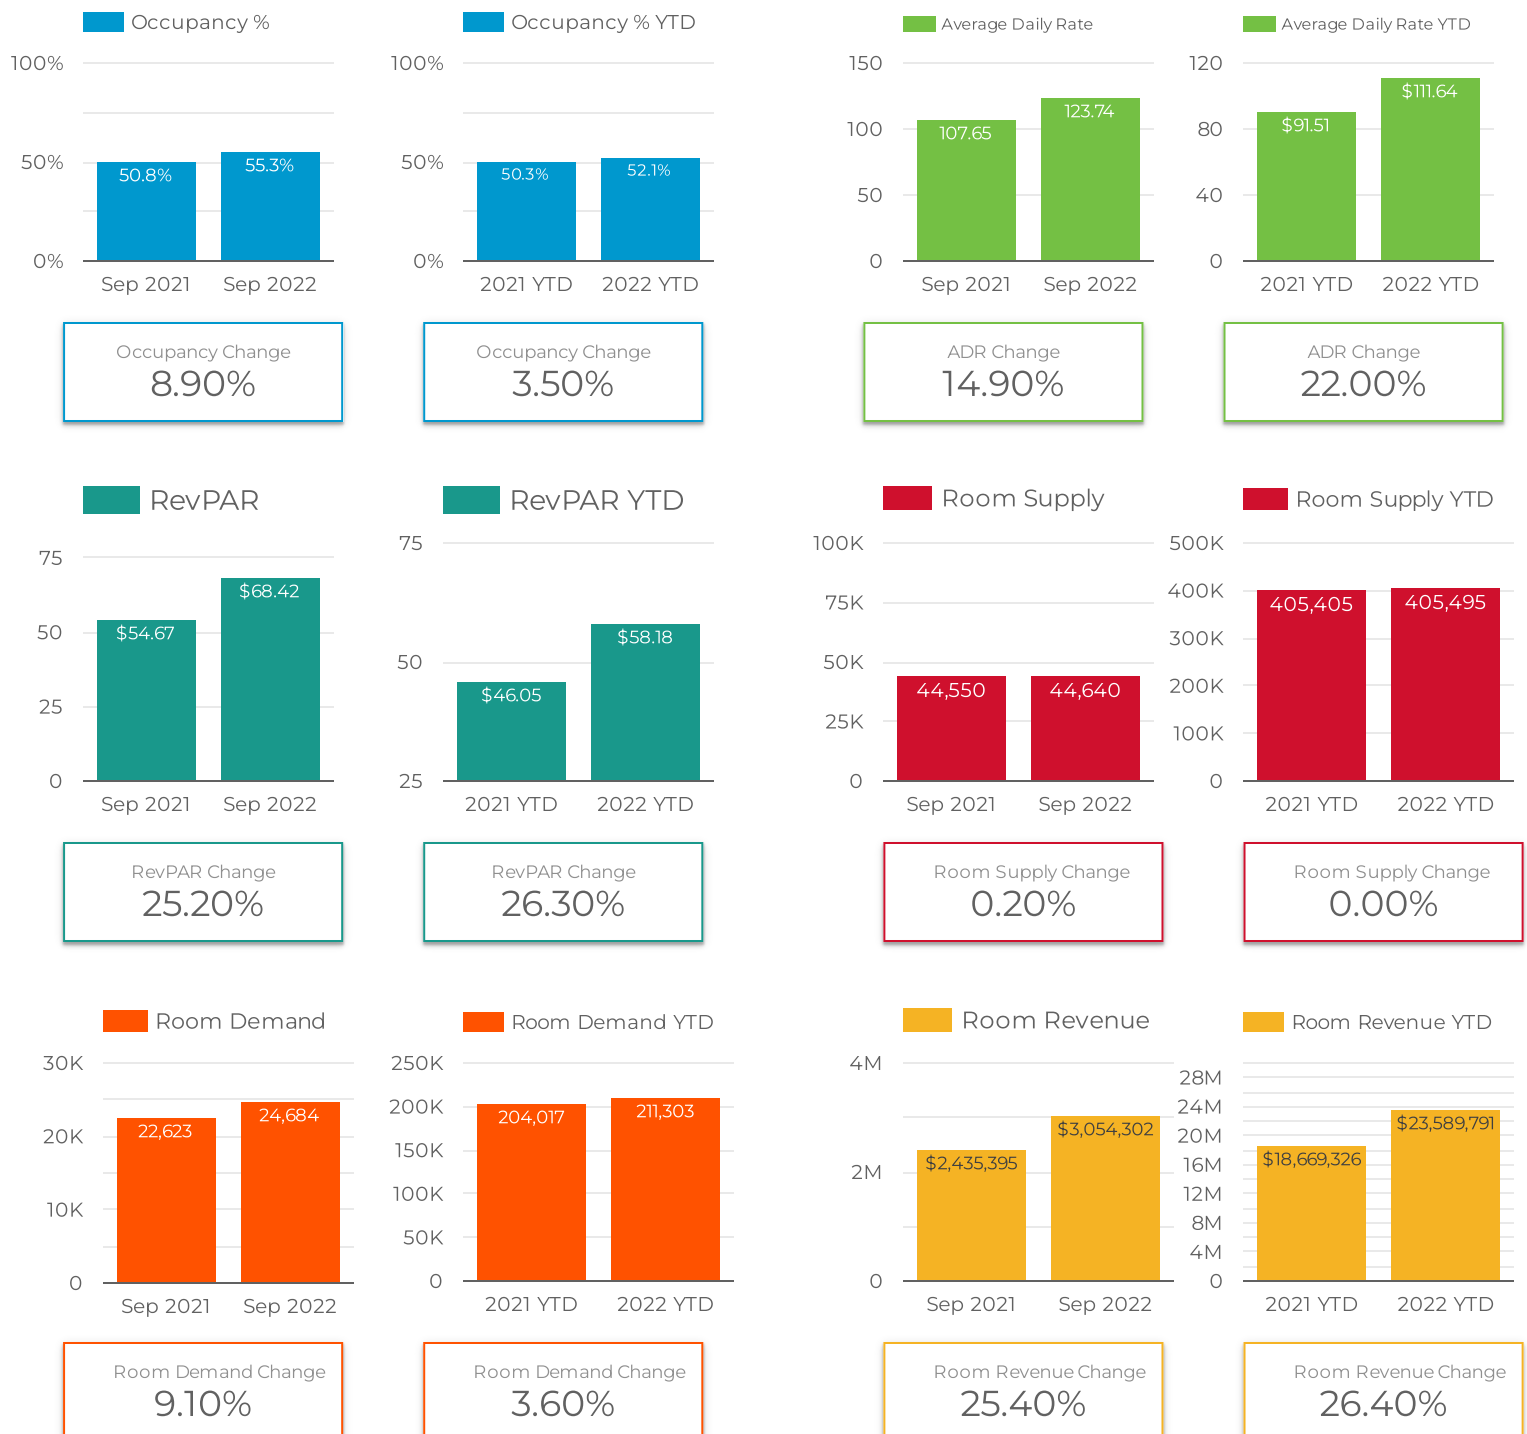 Occupancy %
100%
50%
0%
50.8%
55.3%
Sep 2021 Sep 2022
Occupancy Change
8.90%
Occupancy % YTD
100%
50%
0%
50.3%
52.1%
2021 YTD 2022 YTD
Occupancy Change
3.50%
Average Daily Rate
150
100
50
0
107.65
123.74
Sep 2021 Sep 2022
ADR Change
14.90%
Average Daily Rate YTD
120
80
40
0
$91.51
$111.64
2021 YTD 2022 YTD
ADR Change
22.00%
RevPAR
75
50
25
0
$54.67
$68.42
Sep 2021 Sep 2022
RevPAR Change
25.20%
RevPAR YTD
75
50
25
$46.05
$58.18
2021 YTD 2022 YTD
RevPAR Change
26.30%
Room Supply
100K
75K
50K
25K
0
44,550
44,640
Sep 2021 Sep 2022
Room Supply Change
0.20%
Room Supply YTD
500K
400K
300K
200K
100K
0
405,405
405,495
2021 YTD 2022 YTD
Room Supply Change
0.00%
Room Demand
30K
20K
10K
0
22,623
24,684
Sep 2021 Sep 2022
Room Demand Change
9.10%
Room Demand YTD
250K
200K
150K
100K
50K
0
204,017
211,303
2021 YTD 2022 YTD
Room Demand Change
3.60%
Room Revenue
4M
2M
0
$2,435,395
$3,054,302
Sep 2021 Sep 2022
Room Revenue Change
25.40%
Room Revenue YTD
28M
24M
20M
16M
12M
8M
4M
0
$18,669,326
$23,589,791
2021 YTD 2022 YTD
Room Revenue Change
26.40%